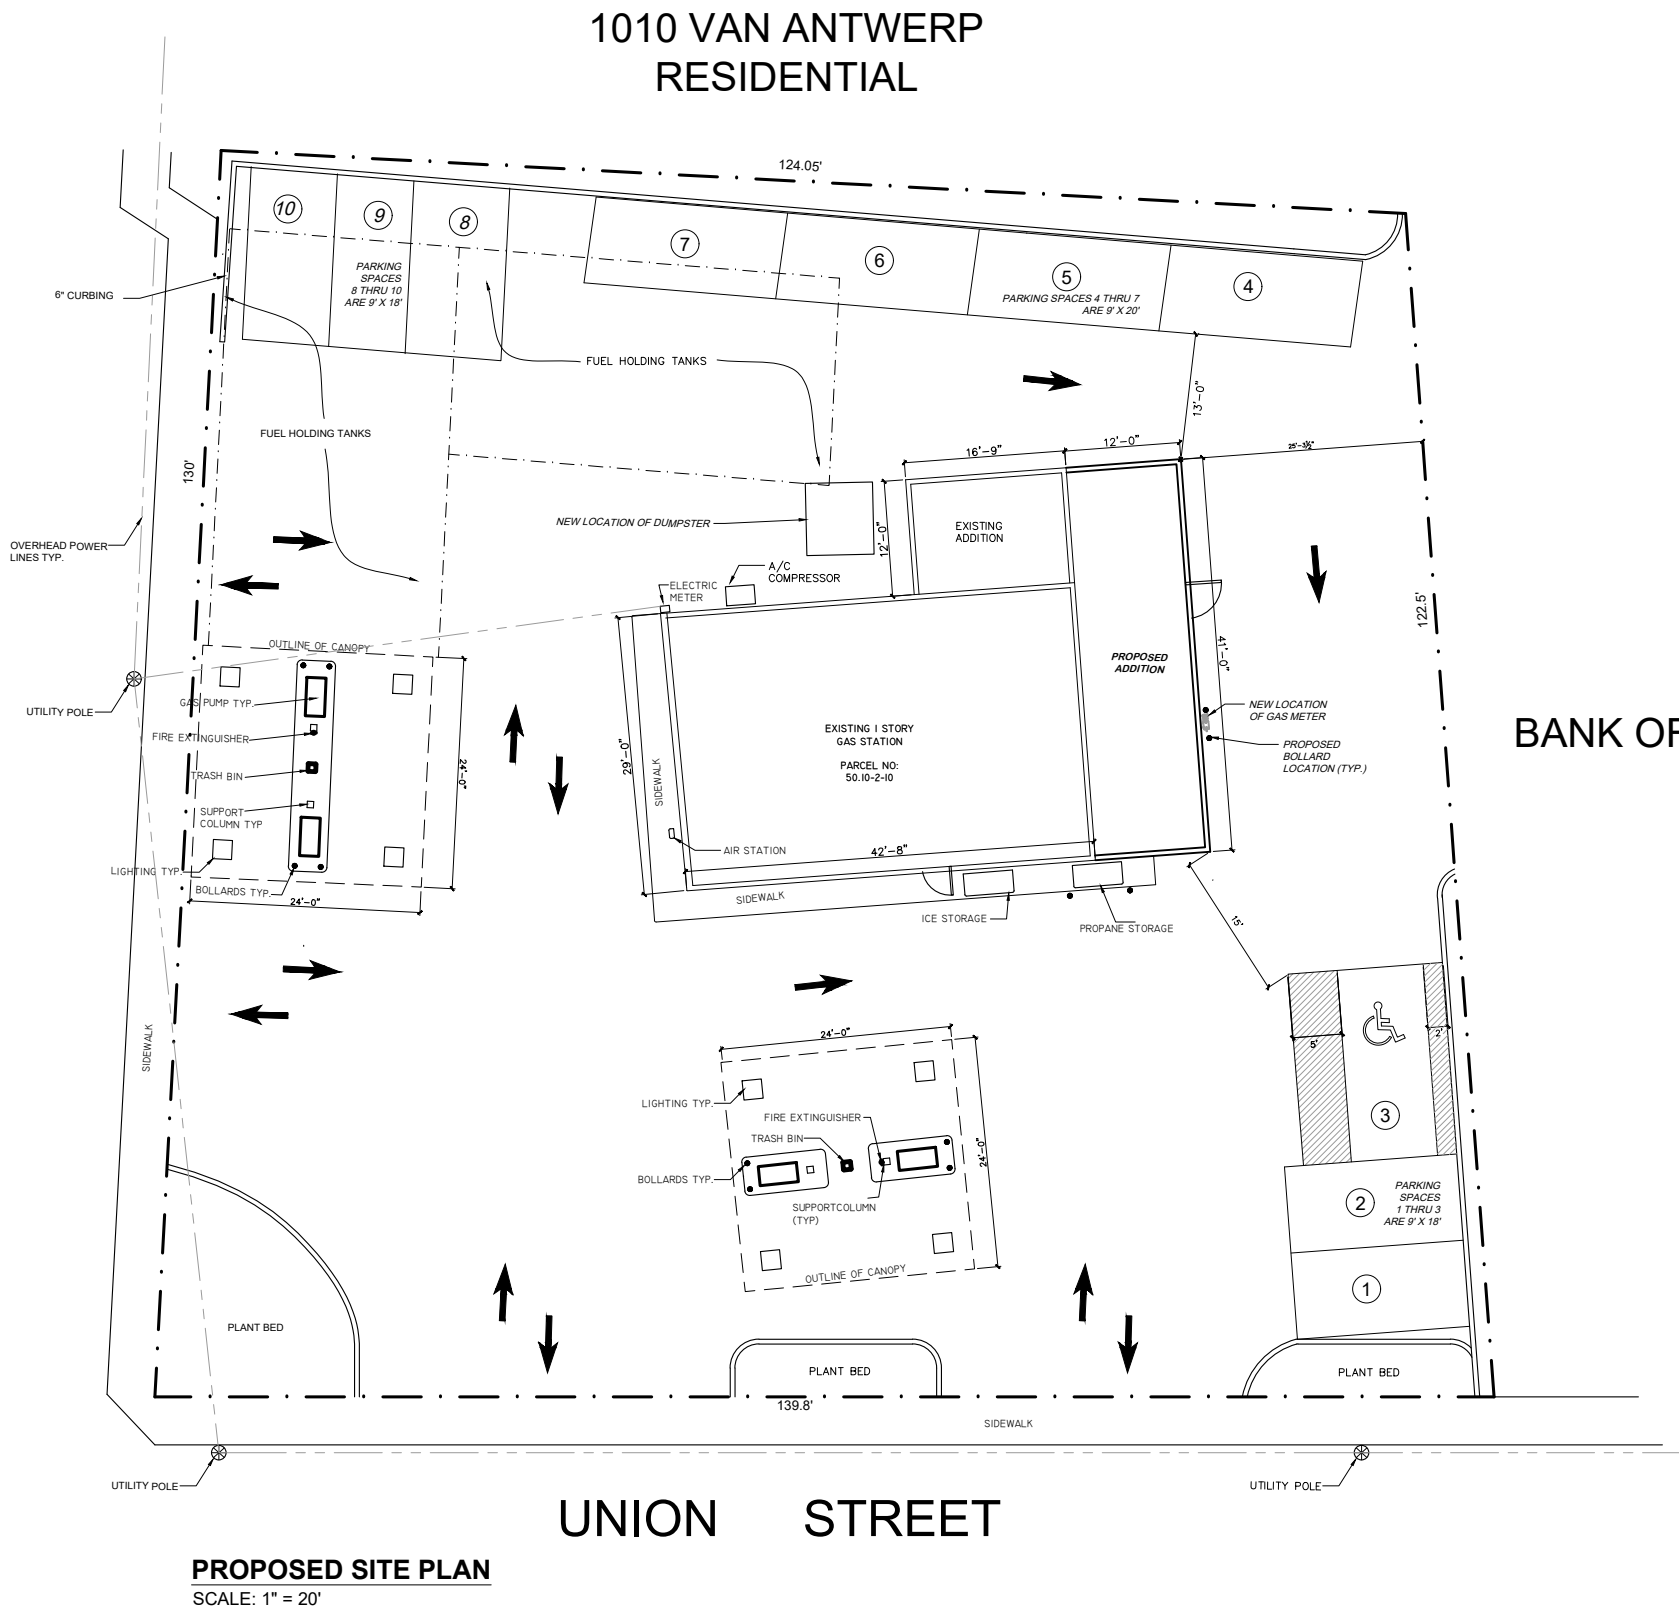 1010 VAN ANTWERP
RESIDENTIAL
124.05'
10
9
8
7
6
5
4
PARKING
SPACES
8 THRU 10
ARE 9' X 18'
PARKING SPACES 4 THRU 7
ARE 9' X 20'
6" CURBING
FUEL HOLDING TANKS
13'-0"
FUEL HOLDING TANKS
130'
16'-9"
12'-0"
25'-3½"
NEW LOCATION OF DUMPSTER
12'-0"
EXISTING
ADDITION
OVERHEAD POWER
LINES TYP.
A/C
COMPRESSOR
ELECTRIC
METER
122.5'
OUTLINE OF CANOPY
41'-0"
PROPOSED
ADDITION
UTILITY POLE
GAS PUMP TYP.
FIRE EXTINGUISHER
TRASH BIN
SUPPORT
COLUMN TYP
LIGHTING TYP.
BOLLARDS TYP.
24'-0"
24'-0"
29'-0"
SIDEWALK
EXISTING 1 STORY
GAS STATION
PARCEL NO:
50.10-2-10
NEW LOCATION
OF GAS METER
PROPOSED
BOLLARD
LOCATION (TYP.)
BANK OF
AIR STATION
42'-8"
SIDEWALK
ICE STORAGE
PROPANE STORAGE
15'
SIDEWALK
24'-0"
5'
2'
LIGHTING TYP.
FIRE EXTINGUISHER
TRASH BIN
24'-0"
BOLLARDS TYP.
SUPPORTCOLUMN
(TYP)
OUTLINE OF CANOPY
3
2
PARKING
SPACES
1 THRU 3
ARE 9' X 18'
1
PLANT BED
PLANT BED
PLANT BED
139.8'
SIDEWALK
UTILITY POLE
UTILITY POLE
UNION STREET
PROPOSED SITE PLAN
SCALE: 1" = 20'